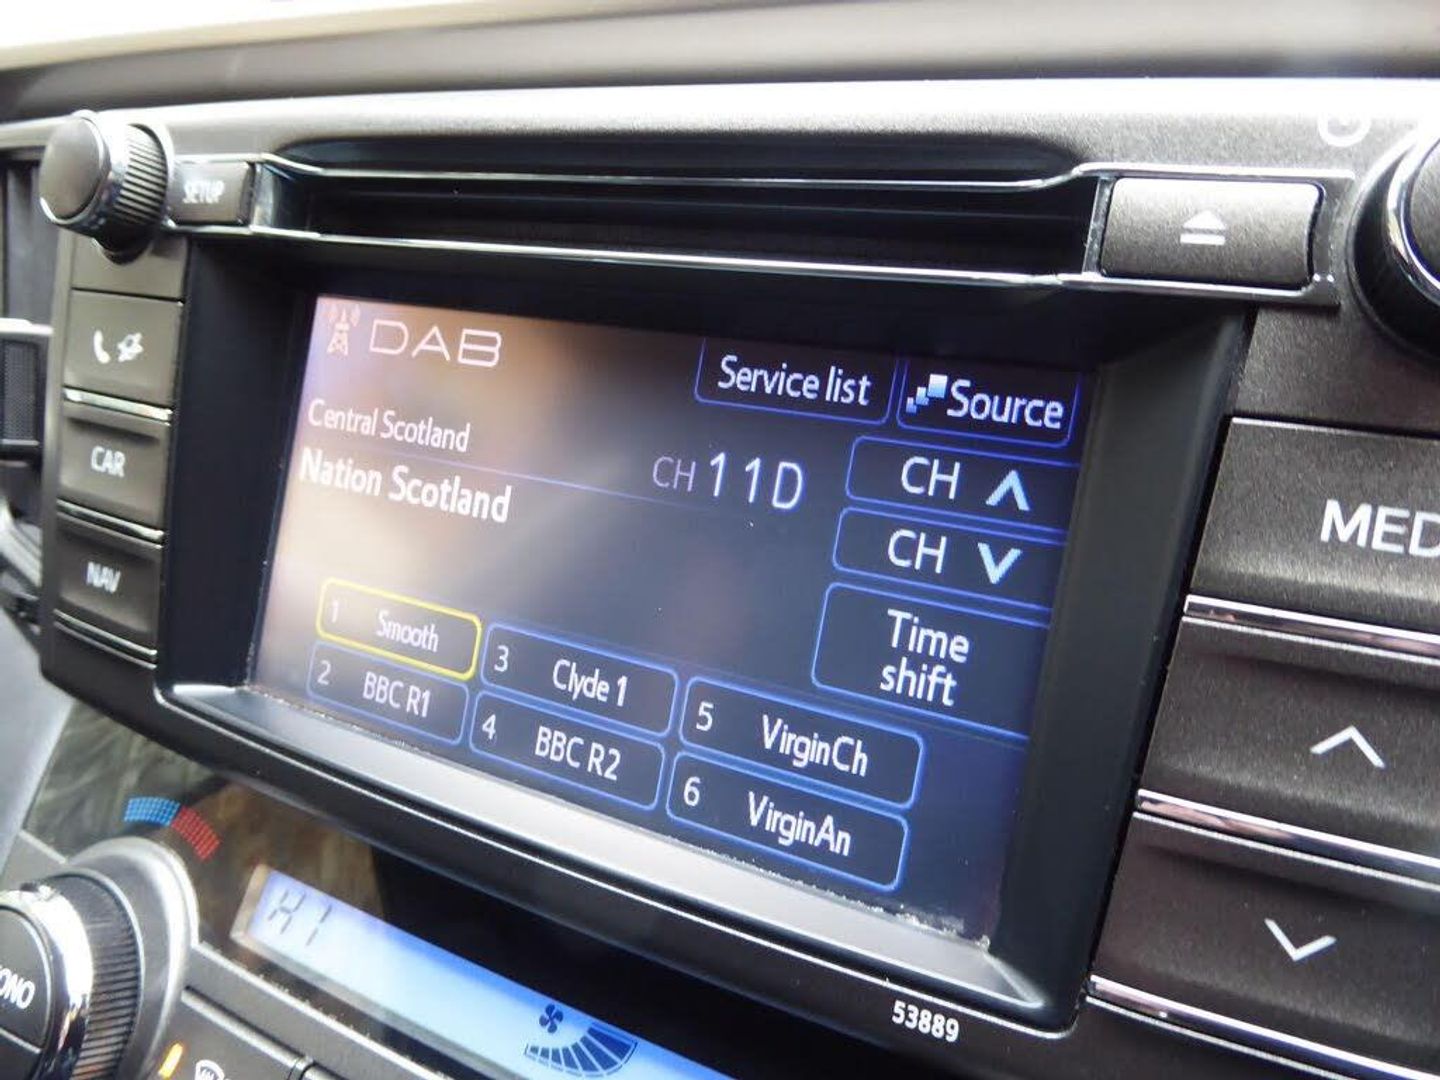 SETUP
DAB
Service list
Source
Central Scotland
CH 11D
CH
Nation Scotland
CH
Time
shift
1 Smooth
3 Clyde 1
5 VirginCh
2 BBC R1
4 BBC R2
6 VirginAn
CAR
NAV
MED
HI
53889